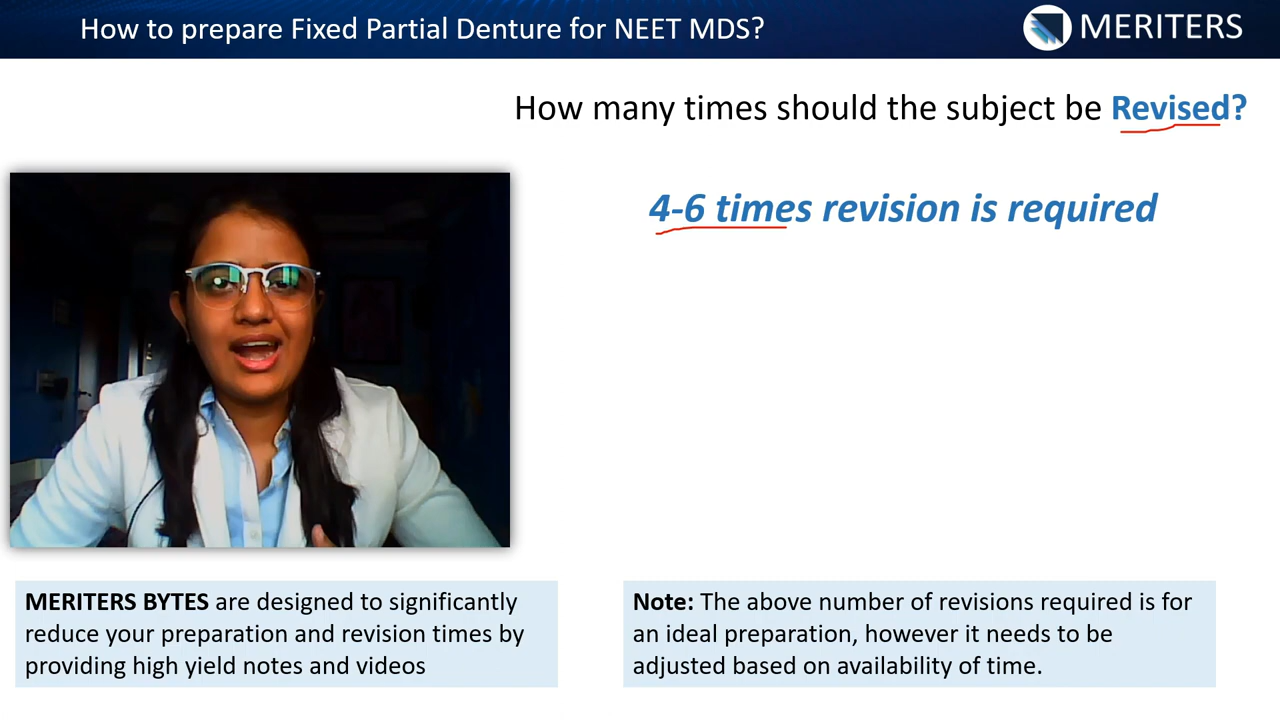 How to prepare Fixed Partial Denture for NEET MDS?
MERITERS
How many times should the subject be Revised?
4-6 times revision is required
MERITERS BYTES are designed to significantly
reduce your preparation and revision times by
providing high yield notes and videos
Note: The above number of revisions required is for
an ideal preparation, however it needs to be
adjusted based on availability of time.